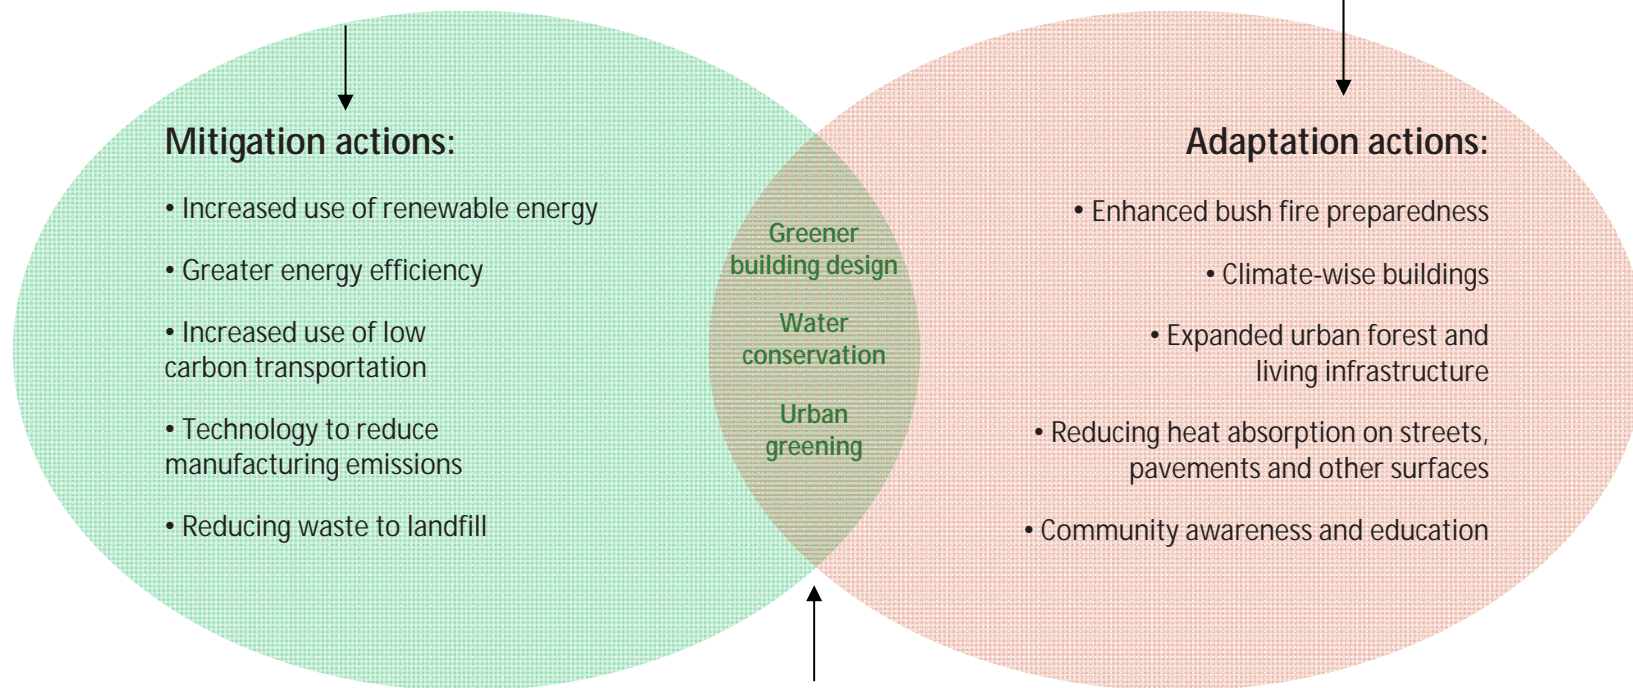 Mitigation actions:
• Increased use of renewable energy
• Greater energy efficiency
• Increased use of low
carbon transportation
• Technology to reduce
manufacturing emissions
• Reducing waste to landfill
Greener
building design
Water
conservation
Urban
greening
Adaptation actions:
• Enhanced bush fire preparedness
• Climate-wise buildings
• Expanded urban forest and
living infrastructure
• Reducing heat absorption on streets,
pavements and other surfaces
• Community awareness and education